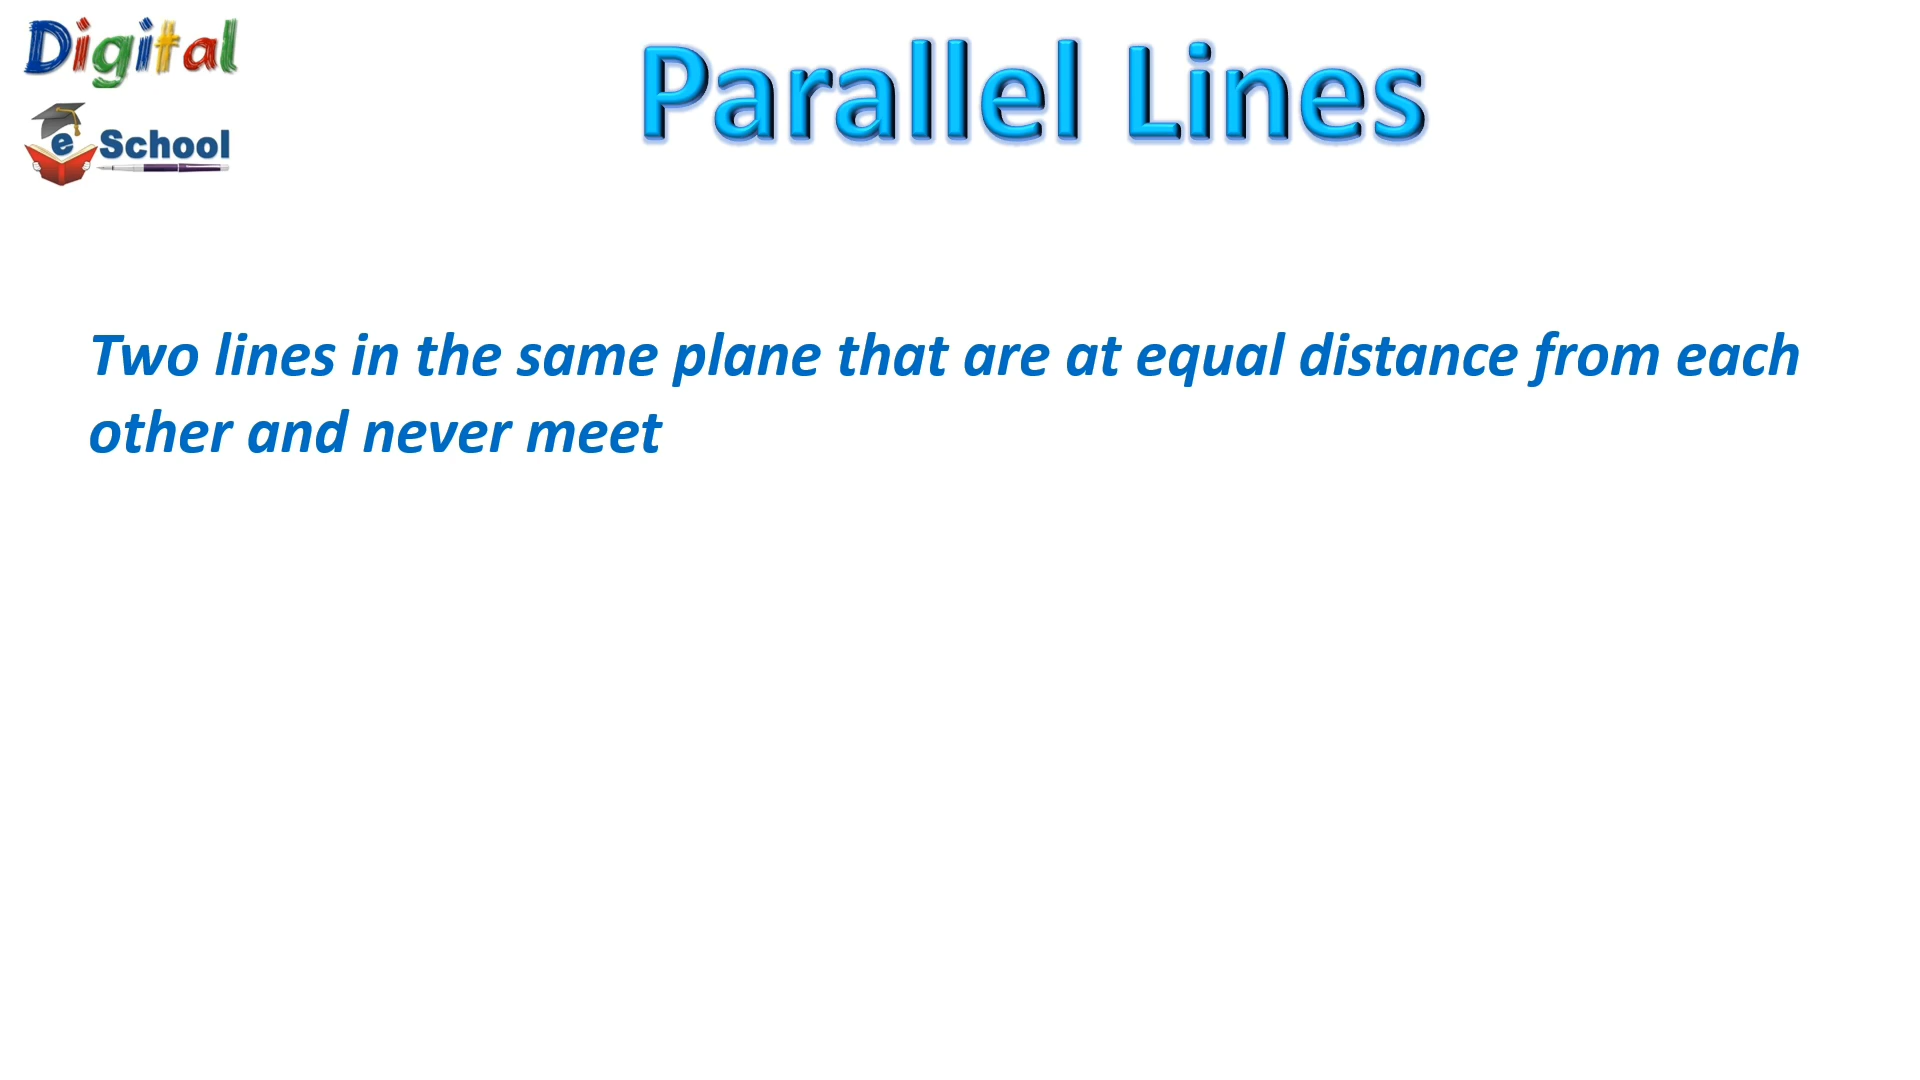 Digital
e School
Parallel Lines
Two lines in the same plane that are at equal distance from each
other and never meet